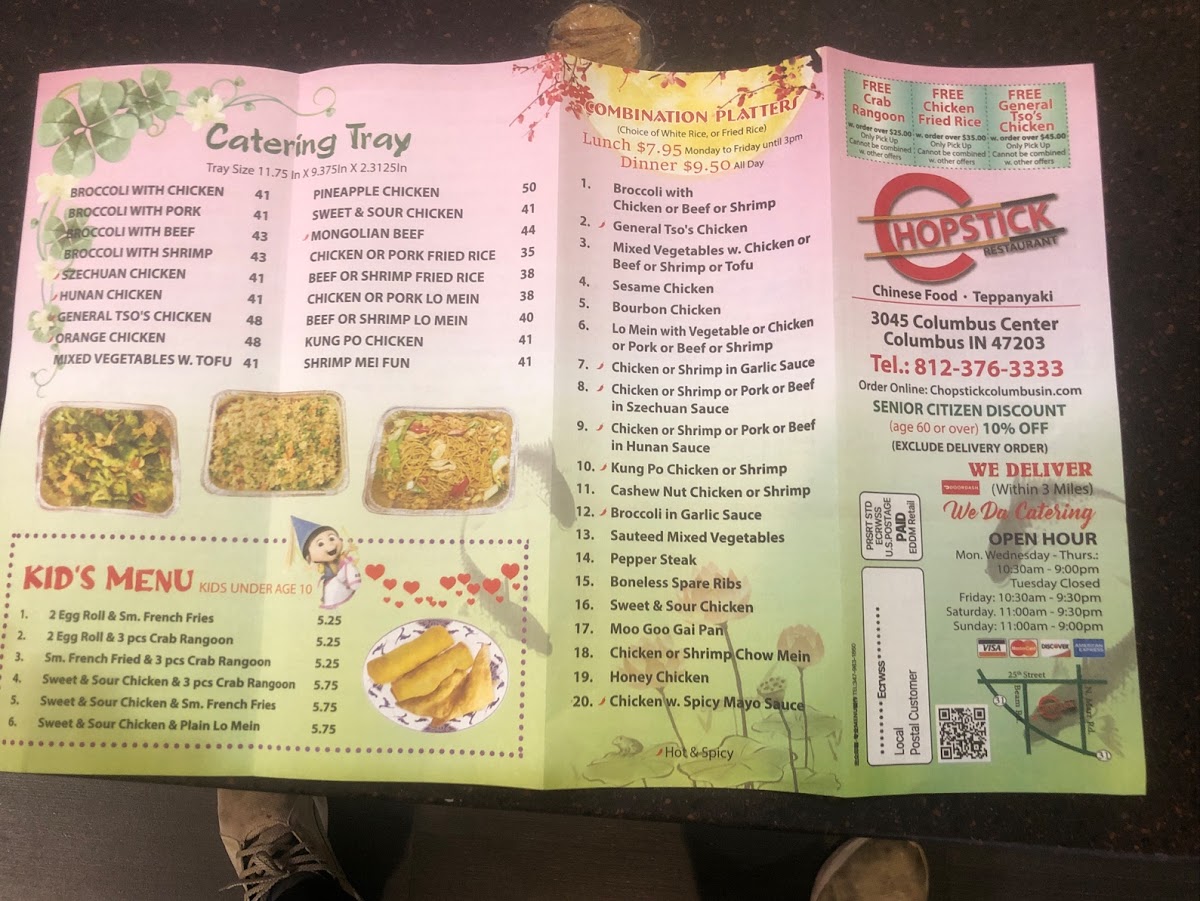 Catering Tray
Tray Size 11.75 In X 9.375In X 2.3125In
BROCCOLI WITH CHICKEN 41
BROCCOLI WITH PORK 41
BROCCOLI WITH BEEF 43
BROCCOLI WITH SHRIMP 43
SZECHUAN CHICKEN 41
HUNAN CHICKEN 41
GENERAL TSO'S CHICKEN 48
ORANGE CHICKEN 48
MIXED VEGETABLES W. TOFU 41
PINEAPPLE CHICKEN 50
SWEET & SOUR CHICKEN 41
MONGOLIAN BEEF 44
CHICKEN OR PORK FRIED RICE 35
BEEF OR SHRIMP FRIED RICE 38
CHICKEN OR PORK LO MEIN 38
BEEF OR SHRIMP LO MEIN 40
KUNG PO CHICKEN 41
SHRIMP MEI FUN 41
KID'S MENU KIDS UNDER AGE 10
1. 2 Egg Roll & Sm. French Fries 5.25
2. 2 Egg Roll & 3 pcs Crab Rangoon 5.25
3. Sm. French Fried & 3 pcs Crab Rangoon 5.25
4. Sweet & Sour Chicken & 3 pcs Crab Rangoon 5.75
5. Sweet & Sour Chicken & Sm. French Fries 5.75
6. Sweet & Sour Chicken & Plain Lo Mein 5.75
COMBINATION PLATTERS
(Choice of White Rice, or Fried Rice)
Lunch $7.95 Monday to Friday until 3pm
Dinner $9.50 All Day
1. Broccoli with
Chicken or Beef or Shrimp
2. General Tso's Chicken
3. Mixed Vegetables w. Chicken or
Beef or Shrimp or Tofu
4. Sesame Chicken
5. Bourbon Chicken
6. Lo Mein with Vegetable or Chicken
or Pork or Beef or Shrimp
7. Chicken or Shrimp in Garlic Sauce
8. Chicken or Shrimp or Pork or Beef
in Szechuan Sauce
9. Chicken or Shrimp or Pork or Beef
in Hunan Sauce
10. Kung Po Chicken or Shrimp
11. Cashew Nut Chicken or Shrimp
12. Broccoli in Garlic Sauce
13. Sauteed Mixed Vegetables
14. Pepper Steak
15. Boneless Spare Ribs
16. Sweet & Sour Chicken
17. Moo Goo Gai Pan
18. Chicken or Shrimp Chow Mein
19. Honey Chicken
20. Chicken w. Spicy Mayo Sauce
Hot & Spicy
FREE
Crab
Rangoon
w. order over $25.00
Only Pick Up
Cannot be combined
w. other offers
FREE
Chicken
Fried Rice
w. order over $35.00
Only Pick Up
Cannot be combined
w. other offers
FREE
General
Tso's
Chicken
w. order over $45.00
Only Pick Up
Cannot be combined
w. other offers
CHOPSTICK
RESTAURANT
Chinese Food · Teppanyaki
3045 Columbus Center
Columbus IN 47203
Tel.: 812-376-3333
Order Online: Chopstickcolumbusin.com
SENIOR CITIZEN DISCOUNT
(age 60 or over) 10% OFF
(EXCLUDE DELIVERY ORDER)
WE DELIVER
DOORDASH (Within 3 Miles)
We Da Catering
OPEN HOUR
Mon. Wednesday - Thurs.:
10:30am - 9:00pm
Tuesday Closed
Friday: 10:30am - 9:30pm
Saturday. 11:00am - 9:30pm
Sunday: 11:00am - 9:00pm
PRSRT STD
ECRWSS
U.S.POSTAGE
PAID
EDDM Retail
Ecrwss
Local
Postal Customer
VISA MasterCard DISCOVER AMERICAN EXPRESS
25th Street
31
31